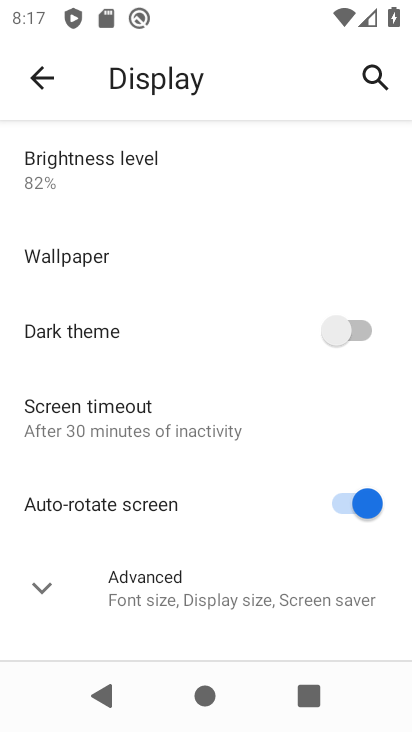 8:17
Display
Brightness level
82%
Wallpaper
Dark theme
Screen timeout
After 30 minutes of inactivity
Auto-rotate screen
Advanced
Font size, Display size, Screen saver